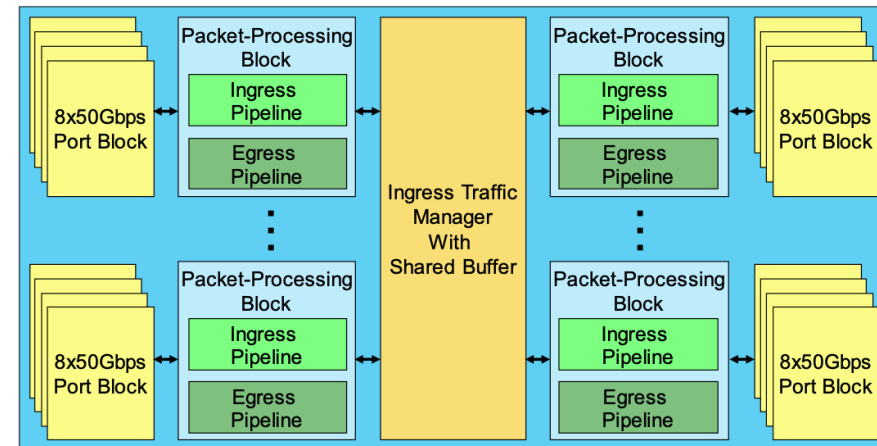 8x50Gbps
Port Block
Packet-Processing
Block
Ingress
Pipeline
Egress
Pipeline
Ingress Traffic
Manager
With
Shared Buffer
Packet-Processing
Block
Ingress
Pipeline
Egress
Pipeline
8x50Gbps
Port Block
8x50Gbps
Port Block
Packet-Processing
Block
Ingress
Pipeline
Egress
Pipeline
Packet-Processing
Block
Ingress
Pipeline
Egress
Pipeline
8x50Gbps
Port Block